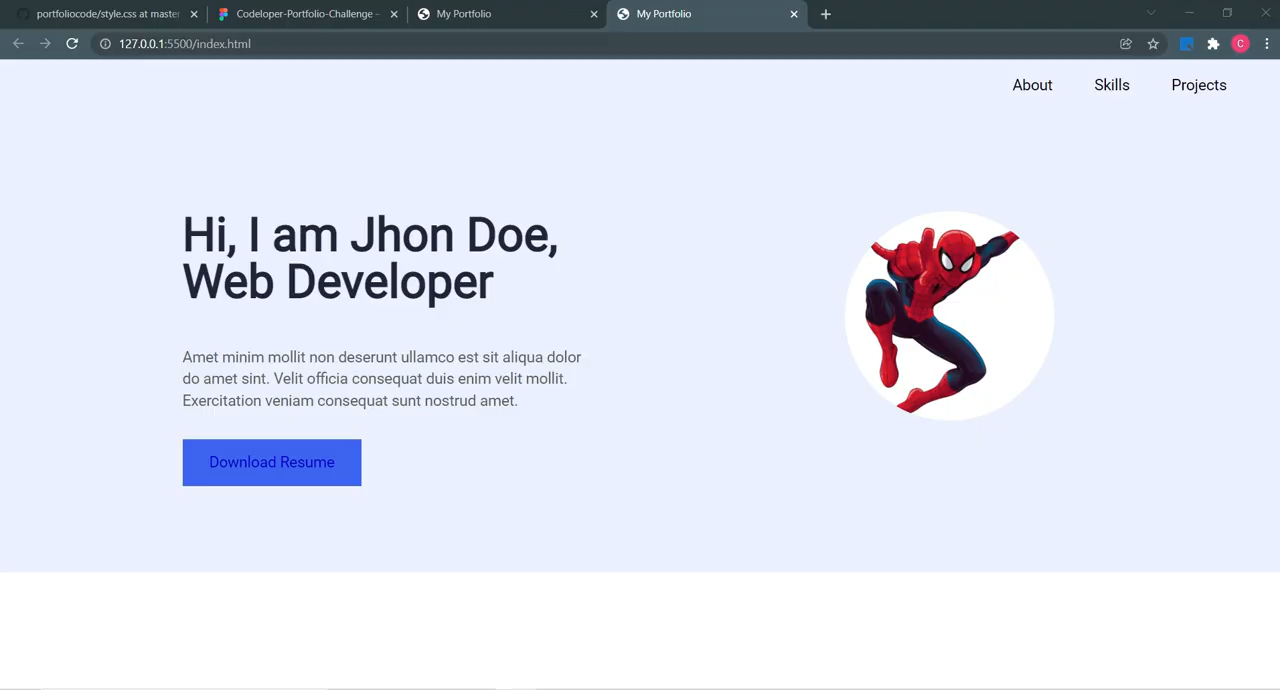 portfoliocode/style.css at master
Codeloper-Portfolio-Challenge –
My Portfolio
My Portfolio
127.0.0.1:5500/index.html
C
About
Skills
Projects
Hi, I am Jhon Doe,
Web Developer
Amet minim mollit non deserunt ullamco est sit aliqua dolor
do amet sint. Velit officia consequat duis enim velit mollit.
Exercitation veniam consequat sunt nostrud amet.
Download Resume